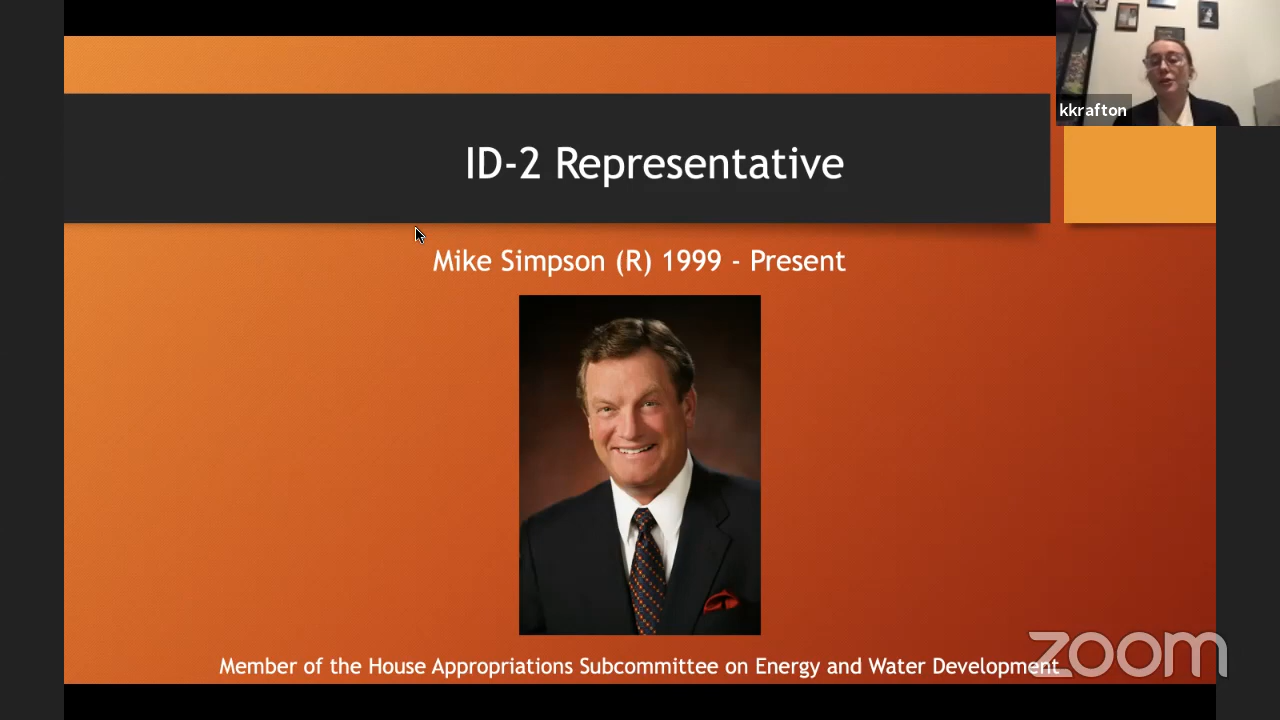 kkrafton
ID-2 Representative
Mike Simpson (R) 1999 - Present
Member of the House Appropriations Subcommittee on Energy and Water Development
zoom